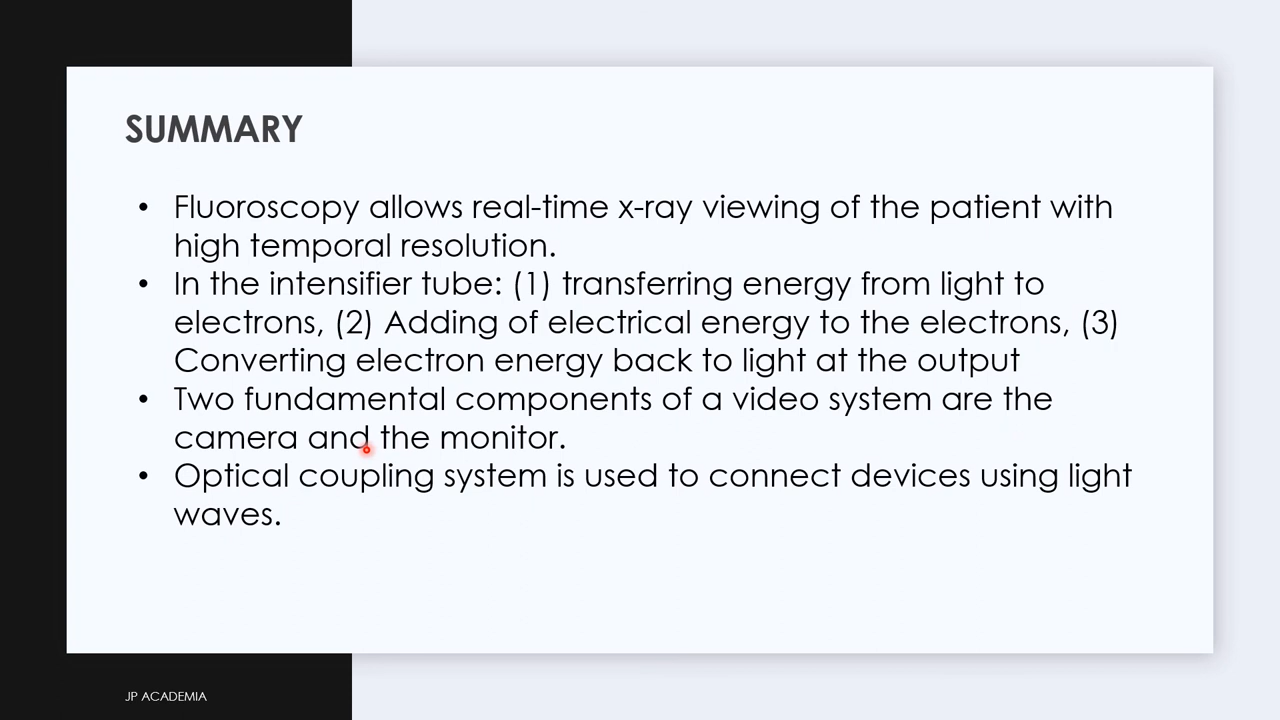 SUMMARY
• Fluoroscopy allows real-time x-ray viewing of the patient with
high temporal resolution.
• In the intensifier tube: (1) transferring energy from light to
electrons, (2) Adding of electrical energy to the electrons, (3)
Converting electron energy back to light at the output
• Two fundamental components of a video system are the
camera and the monitor.
• Optical coupling system is used to connect devices using light
waves.
JP ACADEMIA